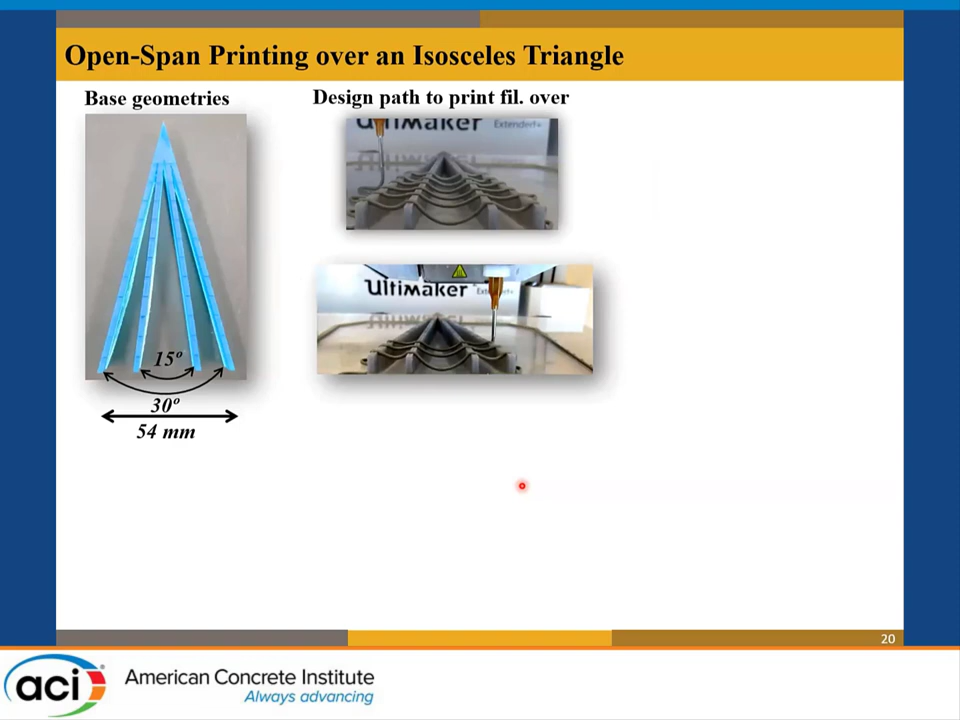 Open-Span Printing over an Isosceles Triangle
Base geometries
Design path to print fil. over
Ultimaker
Extended+
Ultimaker
15º
30º
54 mm
20
aci
American Concrete Institute
Always advancing